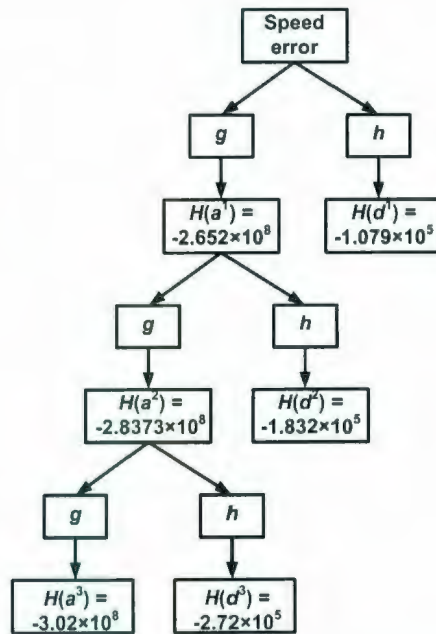 Speed
error
g
h
H(a¹) =
-2.652×10⁸
H(d¹) =
-1.079×10⁵
g
h
H(a²) =
-2.8373×10⁸
H(d²) =
-1.832×10⁵
g
h
H(a³) =
-3.02×10⁸
H(d³) =
-2.72×10⁵